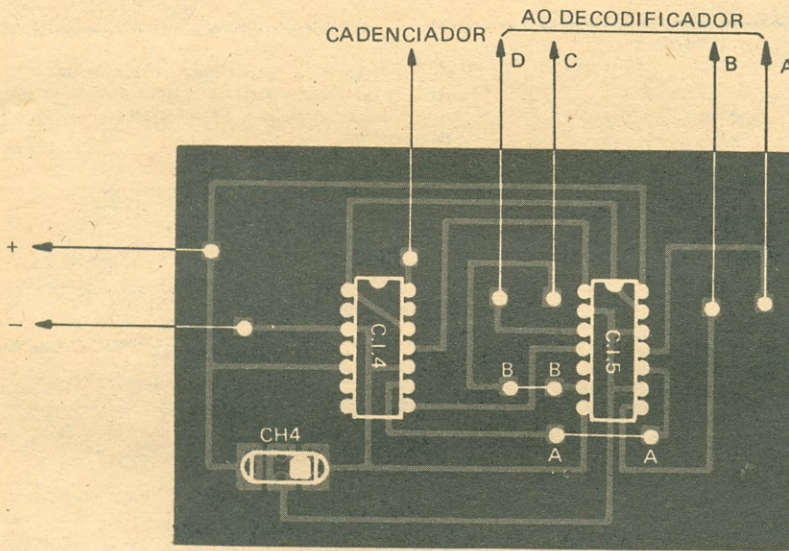 AO DECODIFICADOR
CADENCIADOR
D
C
B
A
+
-
C.I.4
C.I.5
B
B
CH4
A
A